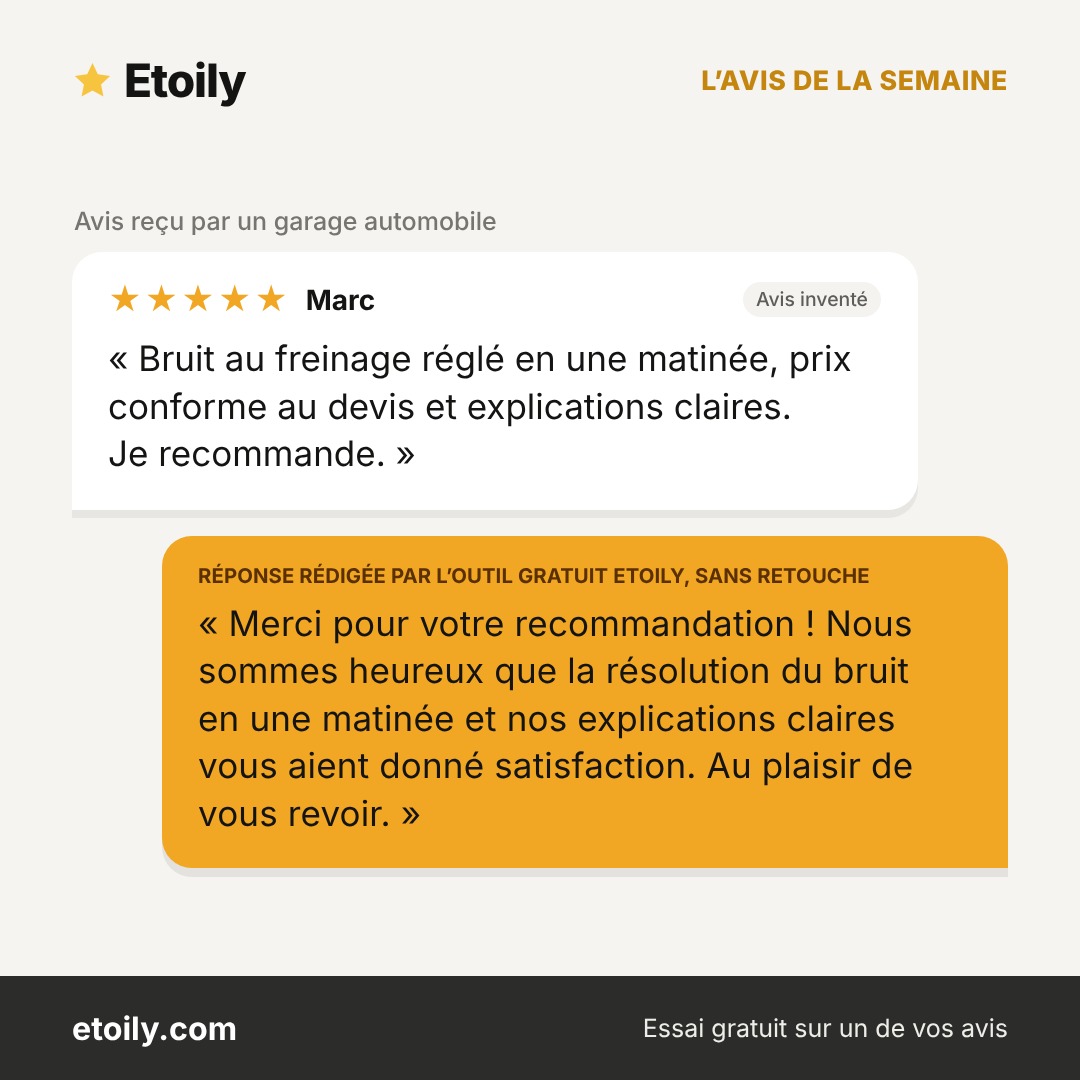 Etoily
L’AVIS DE LA SEMAINE
Avis reçu par un garage automobile
★★★★★ Marc
Avis inventé
« Bruit au freinage réglé en une matinée, prix
conforme au devis et explications claires.
Je recommande. »
RÉPONSE RÉDIGÉE PAR L’OUTIL GRATUIT ETOILY, SANS RETOUCHE
« Merci pour votre recommandation ! Nous
sommes heureux que la résolution du bruit
en une matinée et nos explications claires
vous aient donné satisfaction. Au plaisir de
vous revoir. »
etoily.com
Essai gratuit sur un de vos avis